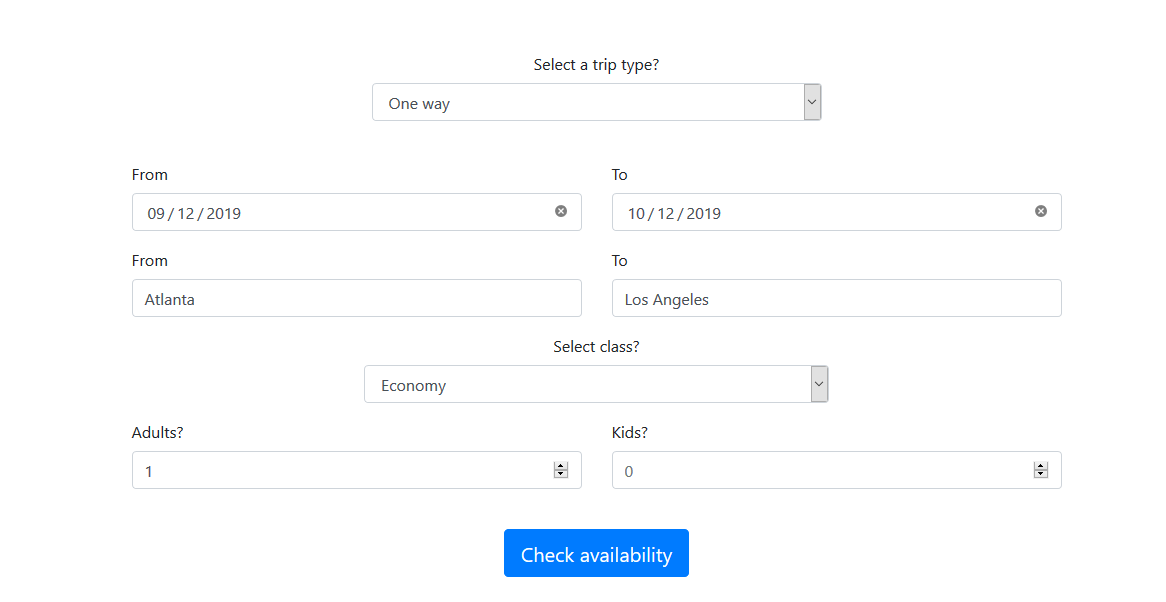 Select a trip type?
One way
From To
09 / 12 / 2019 10 / 12 / 2019
From To
Atlanta Los Angeles
Select class?
Economy
Adults? Kids?
1 0
Check availability